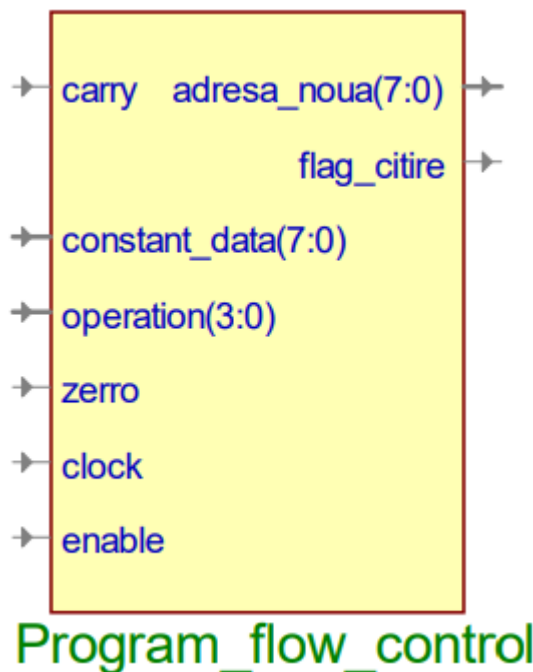 carry adresa_noua(7:0)
flag_citire
constant_data(7:0)
operation(3:0)
zerro
clock
enable
Program_flow_control